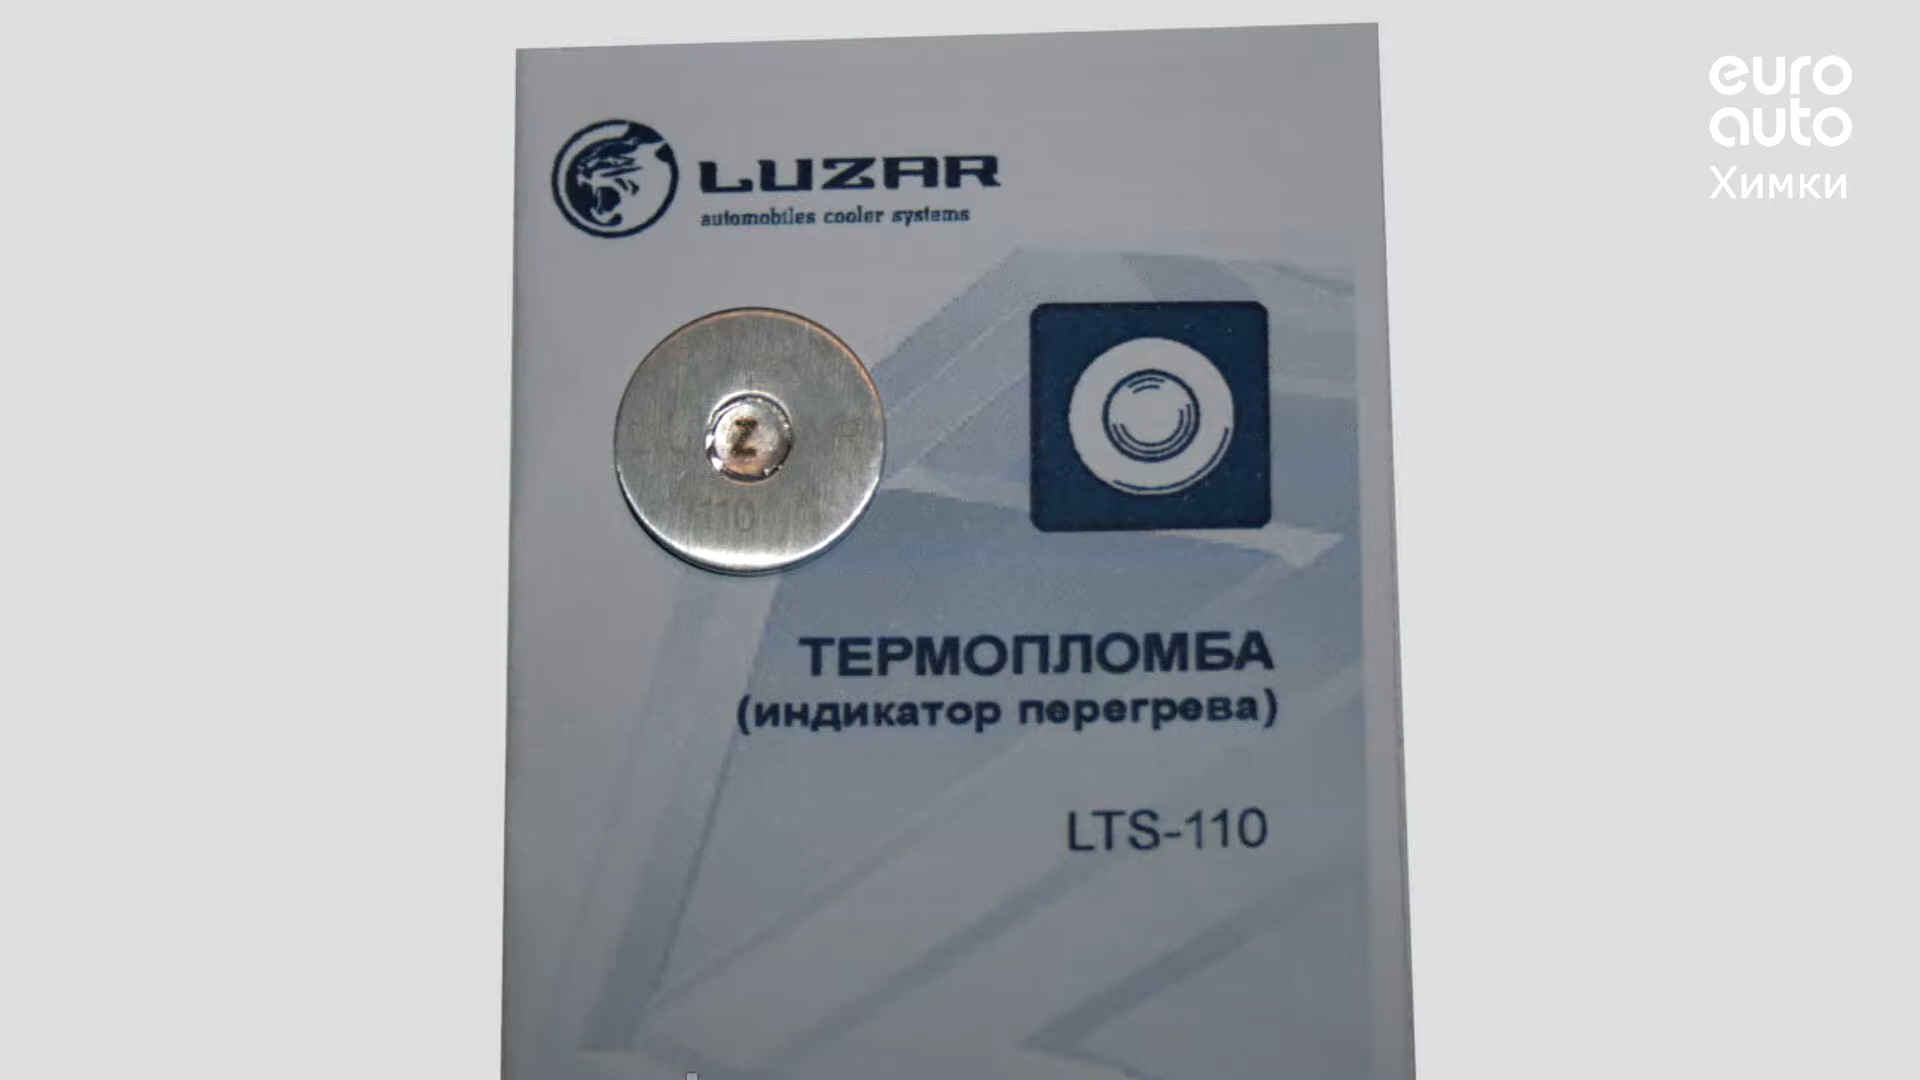 euro
auto
Химки
LUZAR
automobiles cooler systems
Z
110
ТЕРМОПЛОМБА
(индикатор перегрева)
LTS-110